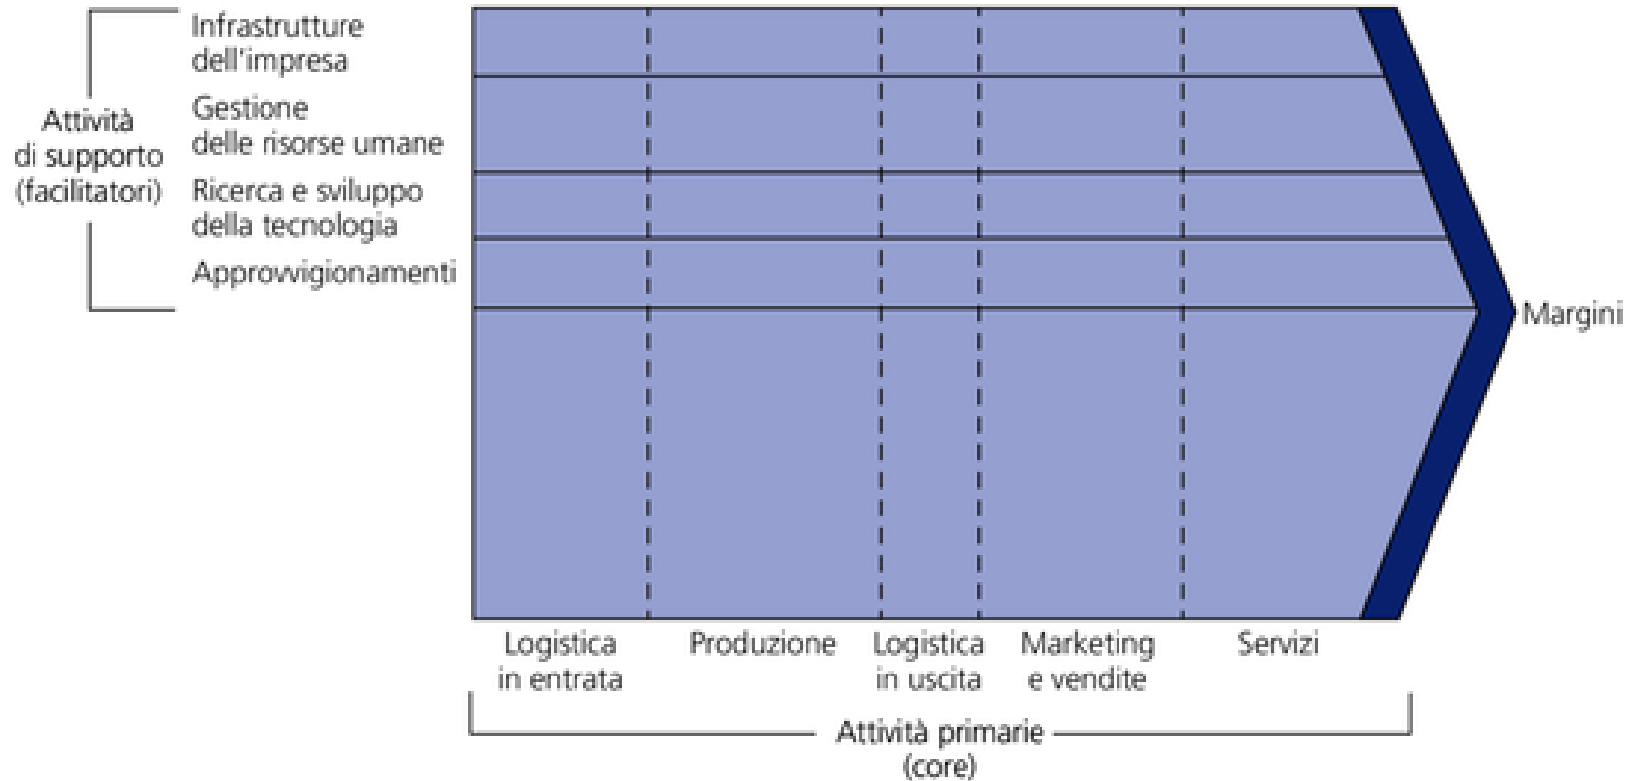 Infrastrutture
dell'impresa
Gestione
delle risorse umane
Ricerca e sviluppo
della tecnologia
Approvvigionamenti
Attività
di supporto
(facilitatori)
Margini
Logistica
in entrata
Produzione
Logistica
in uscita
Marketing
e vendite
Servizi
Attività primarie
(core)